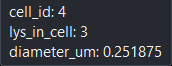 cell_id: 4
lys_in_cell: 3
diameter_um: 0.251875